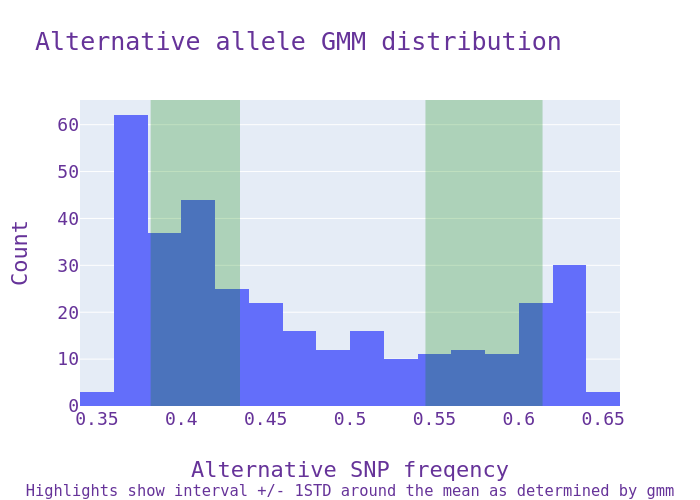 Alternative allele GMM distribution
60
50
40
30
20
10
0
Count
0.35 0.4 0.45 0.5 0.55 0.6 0.65
Alternative SNP freqency
Highlights show interval +/- 1STD around the mean as determined by gmm